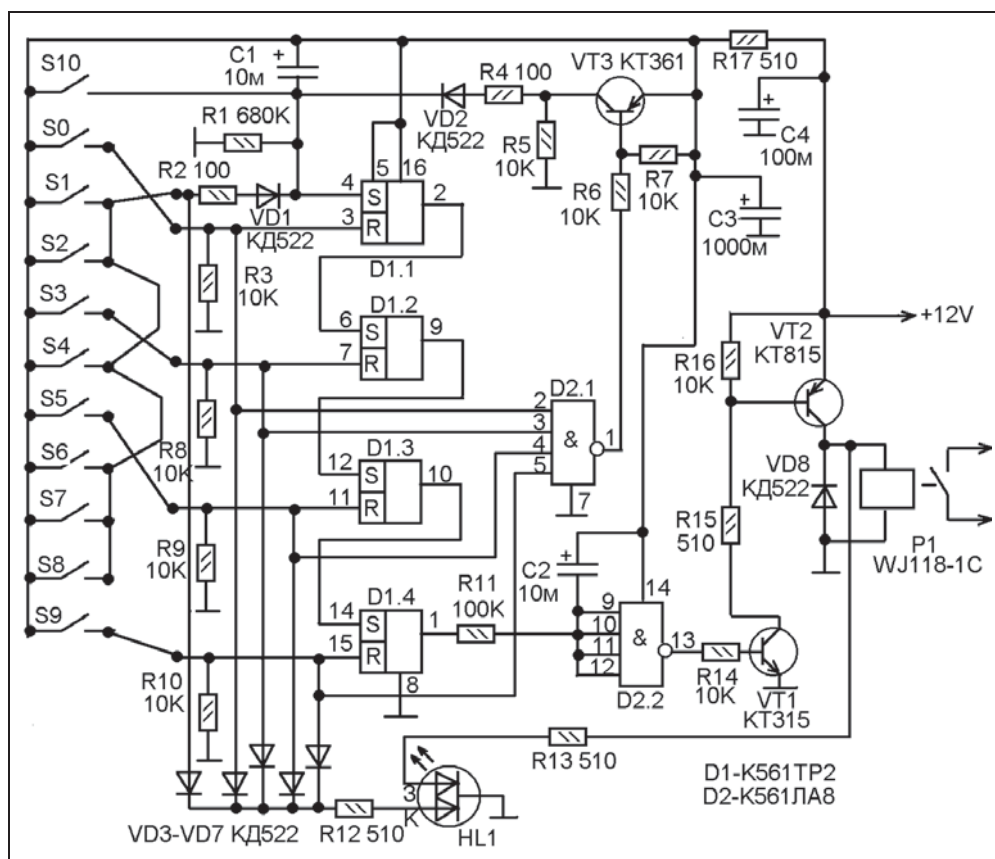 S10
C1
10м
+
R4 100
VT3 КТ361
R17 510
S0
R1 680K
VD2
КД522
R5
10K
5 16
C4
100м
+
S1
R2 100
4 S 2
R6
10K
R7
10K
VD1
КД522
3 R
C3
1000м
+
S2
R3
10K
D1.1
S3
D1.2
6 S 9
7 R
+12V
VT2
КТ815
R16
10K
S4
D2.1
2
3
4
5
&
1
7
S5
R8
10K
D1.3
12 S 10
11 R
S6
VD8
КД522
S7
R15
510
P1
WJ118-1C
R9
10K
C2
10м
+
14
S8
D1.4
R11
100K
14 S 1
15 R
8
9
10
11
12
&
13
D2.2
S9
R14
10K
VT1
КТ315
R10
10K
R13 510
D1-К561ТР2
D2-К561ЛА8
З
К
VD3-VD7 КД522
R12 510
HL1